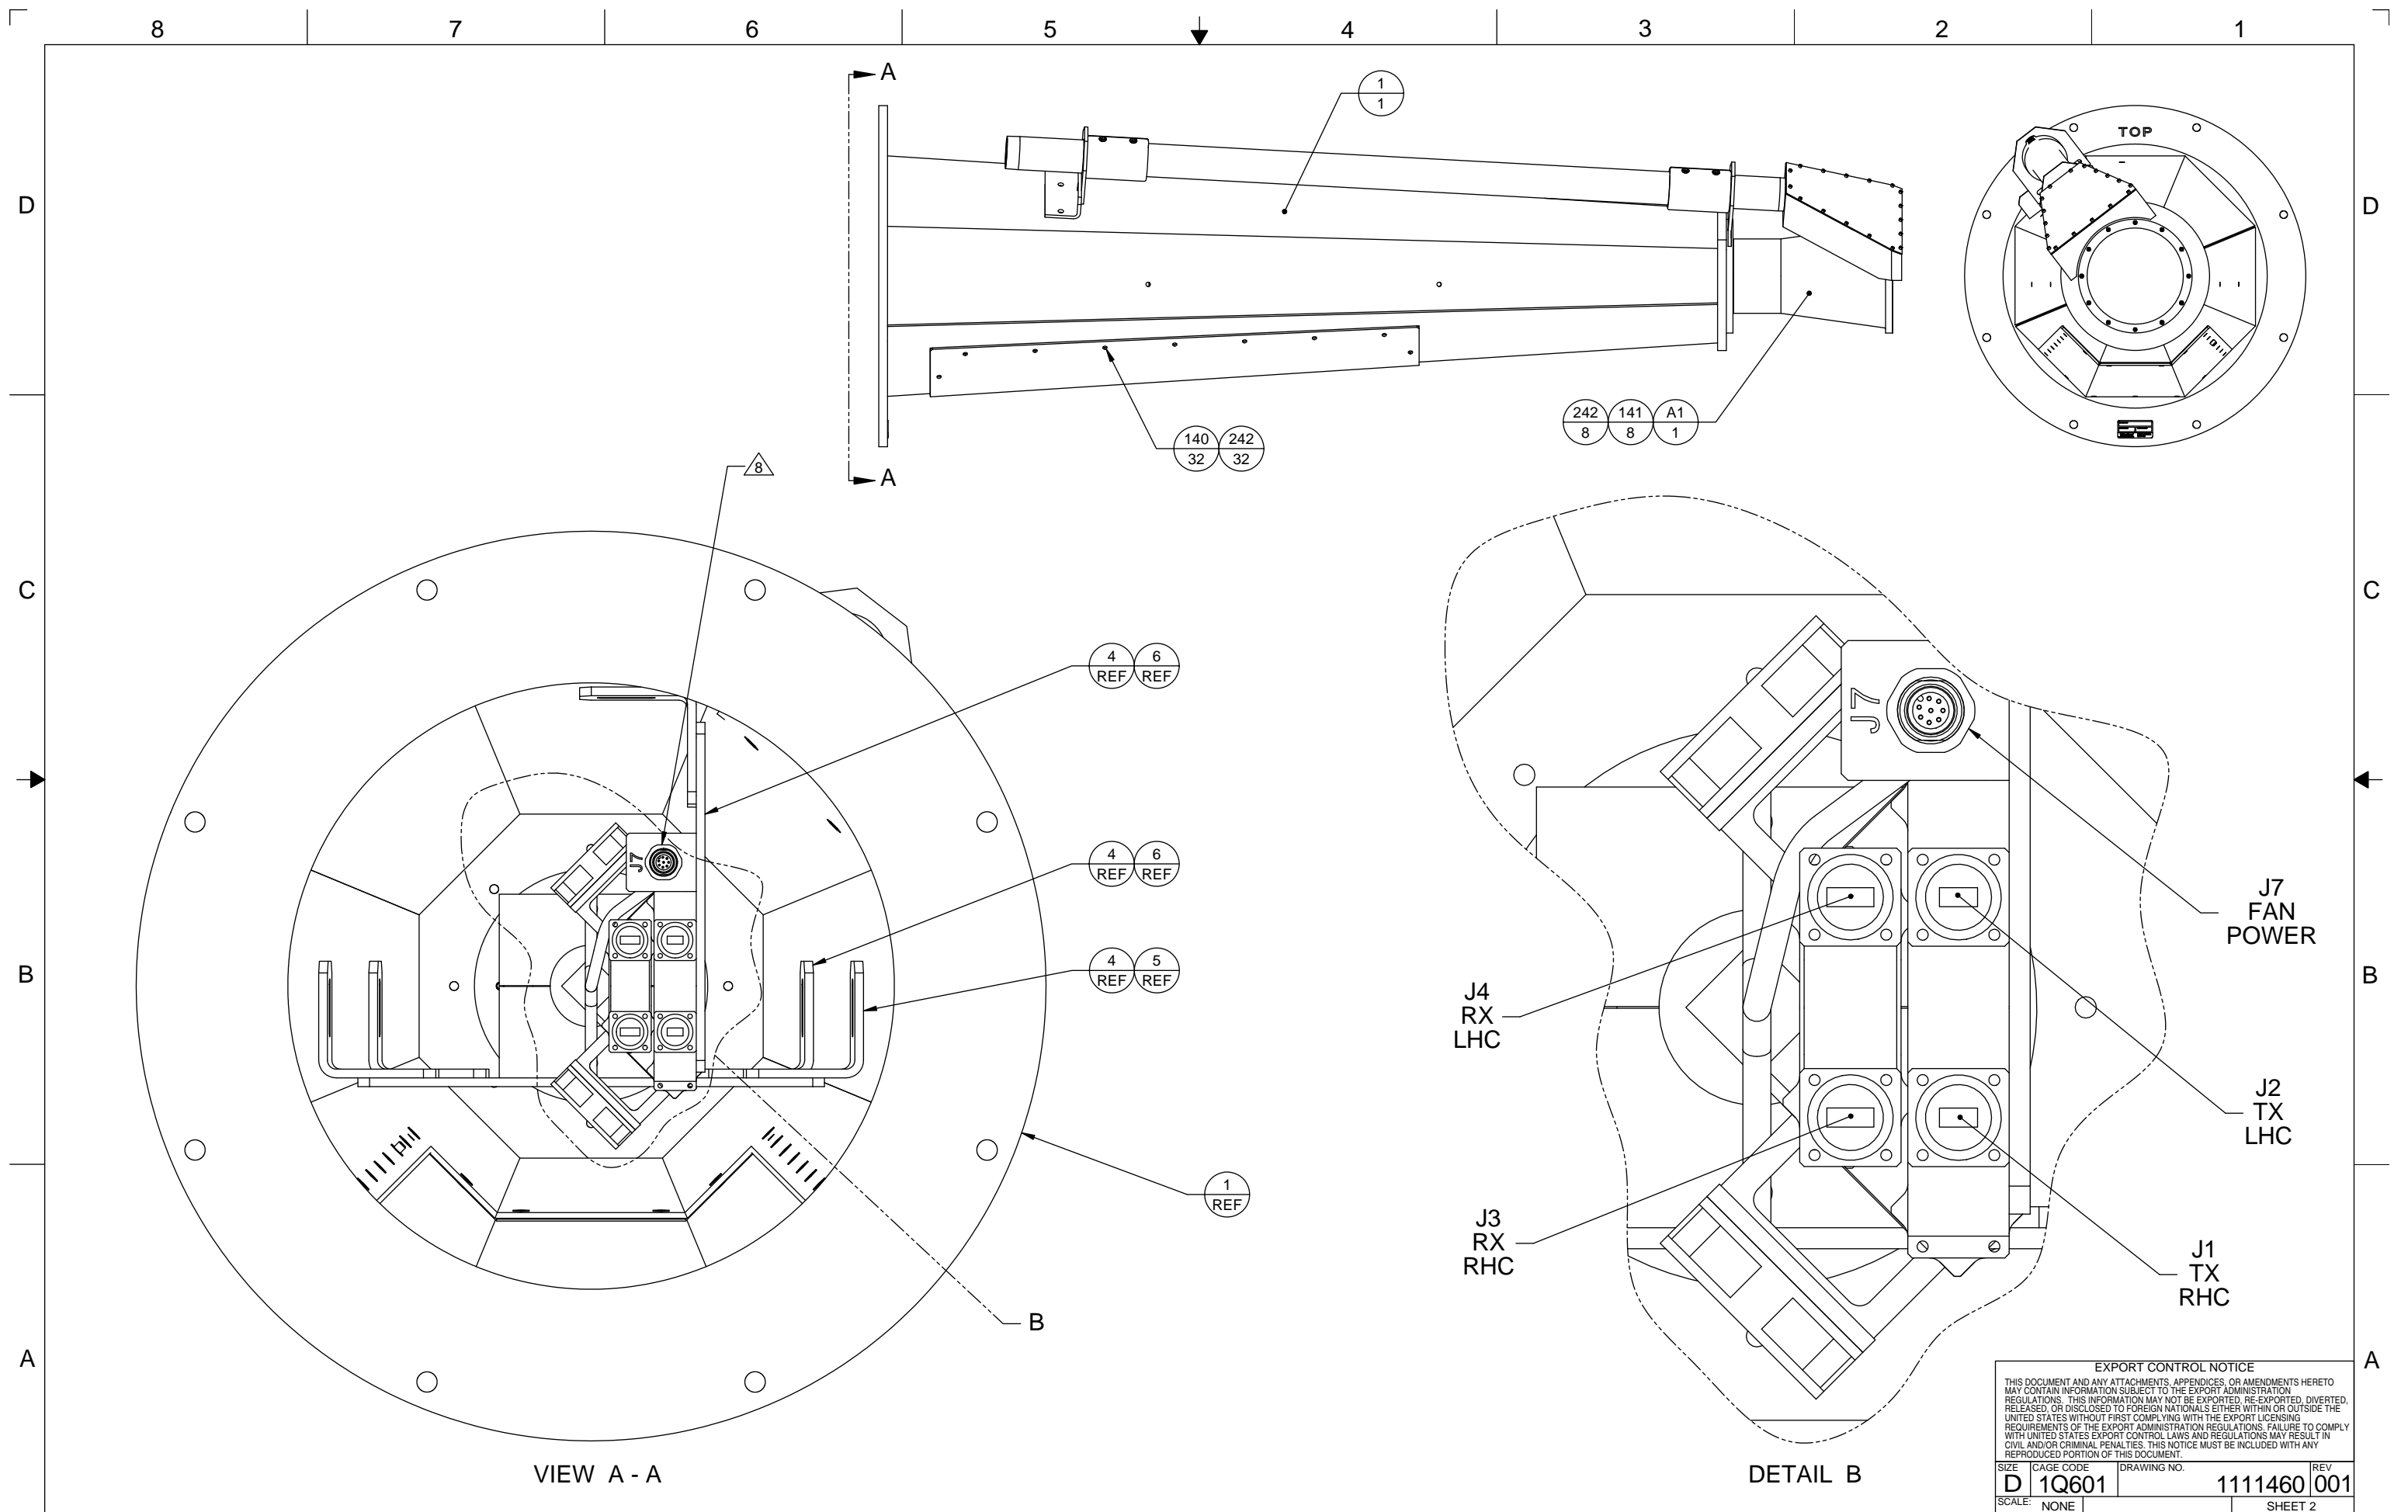 8 7 6 5 4 3 2 1
D
D
C
C
B
B
A
A
A
A
1
1
TOP
140 242
32 32
242 141 A1
8 8 1
8
4 6
REF REF
4 6
REF REF
4 5
REF REF
1
REF
J7
B
VIEW A - A
J7
J7
FAN
POWER
J4
RX
LHC
J2
TX
LHC
J3
RX
RHC
J1
TX
RHC
DETAIL B
EXPORT CONTROL NOTICE
THIS DOCUMENT AND ANY ATTACHMENTS, APPENDICES, OR AMENDMENTS HERETO
MAY CONTAIN INFORMATION SUBJECT TO THE EXPORT ADMINISTRATION
REGULATIONS. THIS INFORMATION MAY NOT BE EXPORTED, RE-EXPORTED, DIVERTED,
RELEASED, OR DISCLOSED TO FOREIGN NATIONALS EITHER WITHIN OR OUTSIDE THE
UNITED STATES WITHOUT FIRST COMPLYING WITH THE EXPORT LICENSING
REQUIREMENTS OF THE EXPORT ADMINISTRATION REGULATIONS. FAILURE TO COMPLY
WITH UNITED STATES EXPORT CONTROL LAWS AND REGULATIONS MAY RESULT IN
CIVIL AND/OR CRIMINAL PENALTIES. THIS NOTICE MUST BE INCLUDED WITH ANY
REPRODUCED PORTION OF THIS DOCUMENT.
SIZE CAGE CODE DRAWING NO. REV
D 1Q601 1111460 001
SCALE: NONE SHEET 2